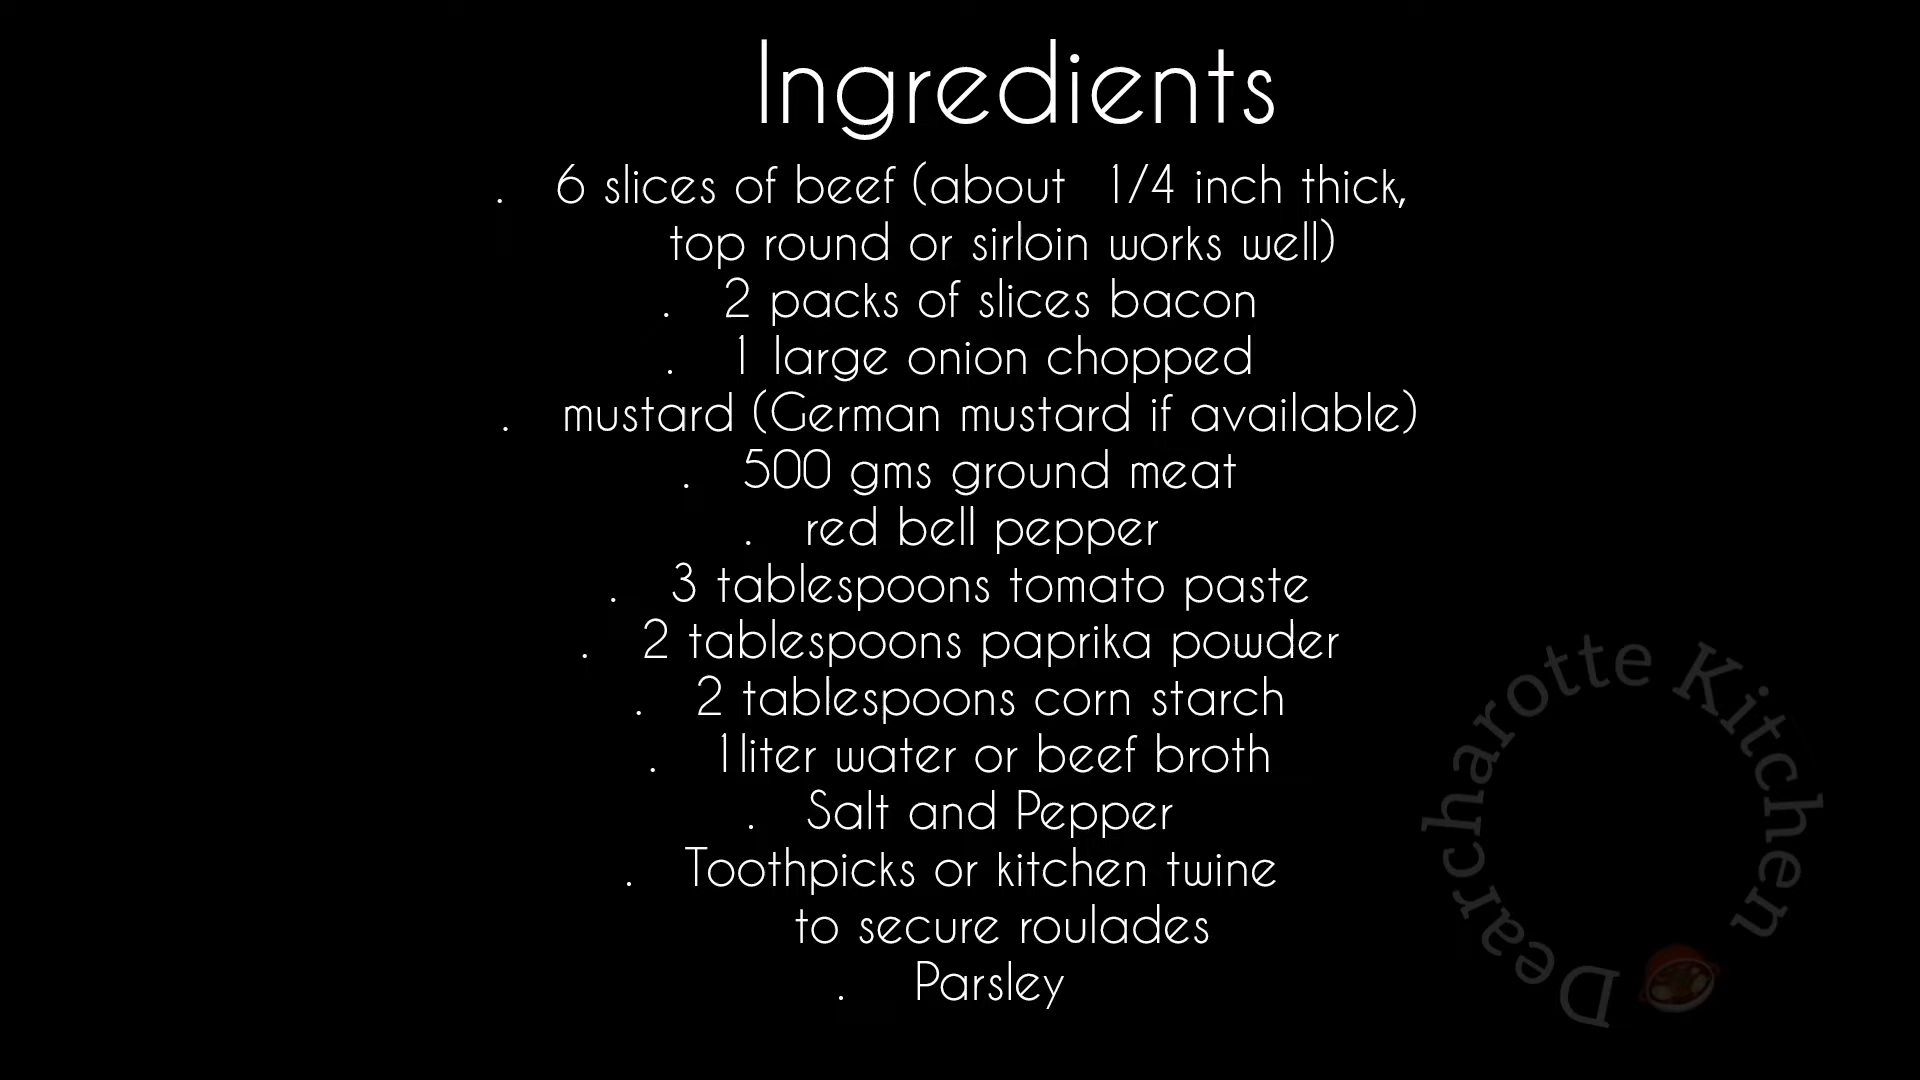 Ingredients
. 6 slices of beef (about 1/4 inch thick,
top round or sirloin works well)
. 2 packs of slices bacon
. 1 large onion chopped
. mustard (German mustard if available)
. 500 gms ground meat
. red bell pepper
. 3 tablespoons tomato paste
. 2 tablespoons paprika powder
. 2 tablespoons corn starch
. 1liter water or beef broth
. Salt and Pepper
. Toothpicks or kitchen twine
to secure roulades
. Parsley
Dearcharotte Kitchen